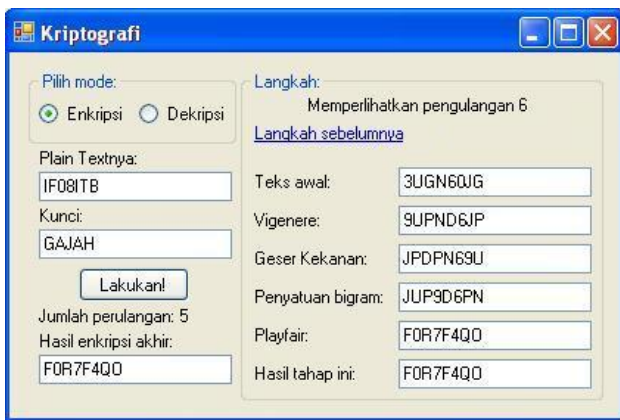 Kriptografi
Pilih mode:
Enkripsi Dekripsi
Plain Textnya:
IF08ITB
Kunci:
GAJAH
Lakukan!
Jumlah perulangan: 5
Hasil enkripsi akhir:
F0R7F4QO
Langkah:
Memperlihatkan pengulangan 6
Langkah sebelumnya
Teks awal: 3UGN60JG
Vigenere: 9UPND6JP
Geser Kekanan: JPDPN69U
Penyatuan bigram: JUP9D6PN
Playfair: F0R7F4QO
Hasil tahap ini: F0R7F4QO